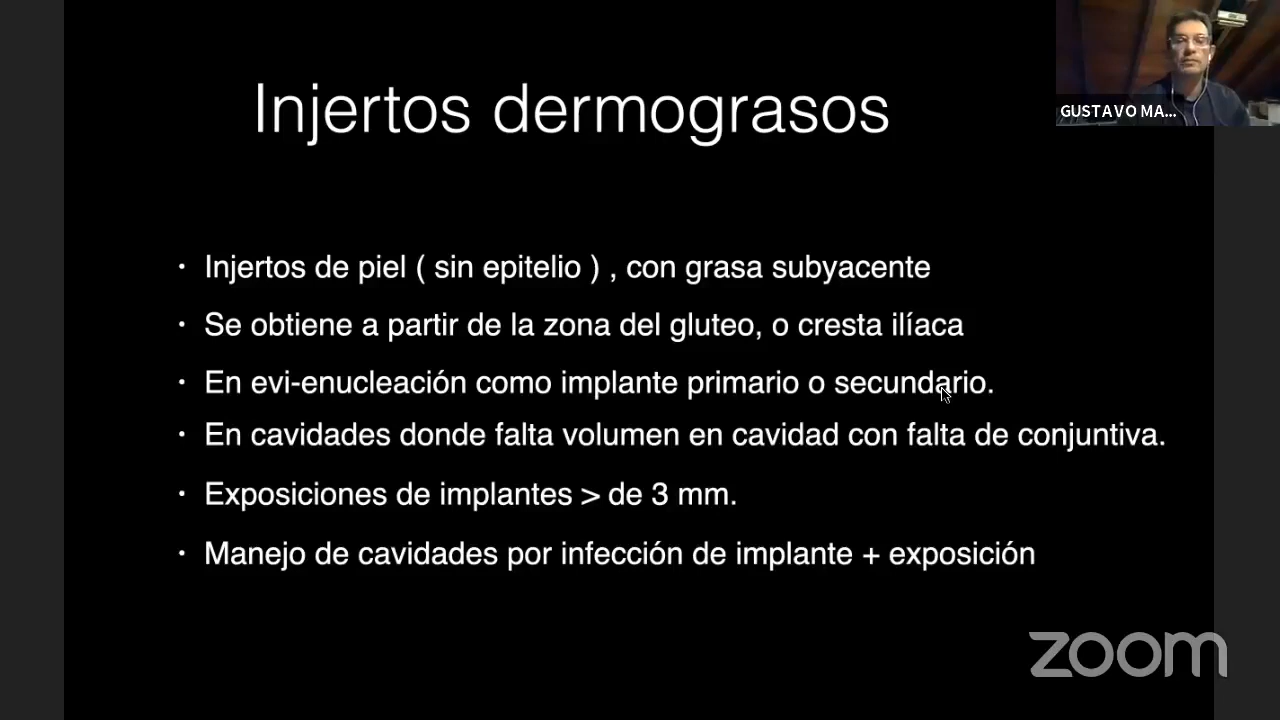 Injertos dermograsos
GUSTAVO MA...
• Injertos de piel ( sin epitelio ) , con grasa subyacente
• Se obtiene a partir de la zona del gluteo, o cresta ilíaca
• En evi-enucleación como implante primario o secundario.
• En cavidades donde falta volumen en cavidad con falta de conjuntiva.
• Exposiciones de implantes > de 3 mm.
• Manejo de cavidades por infección de implante + exposición
zoom